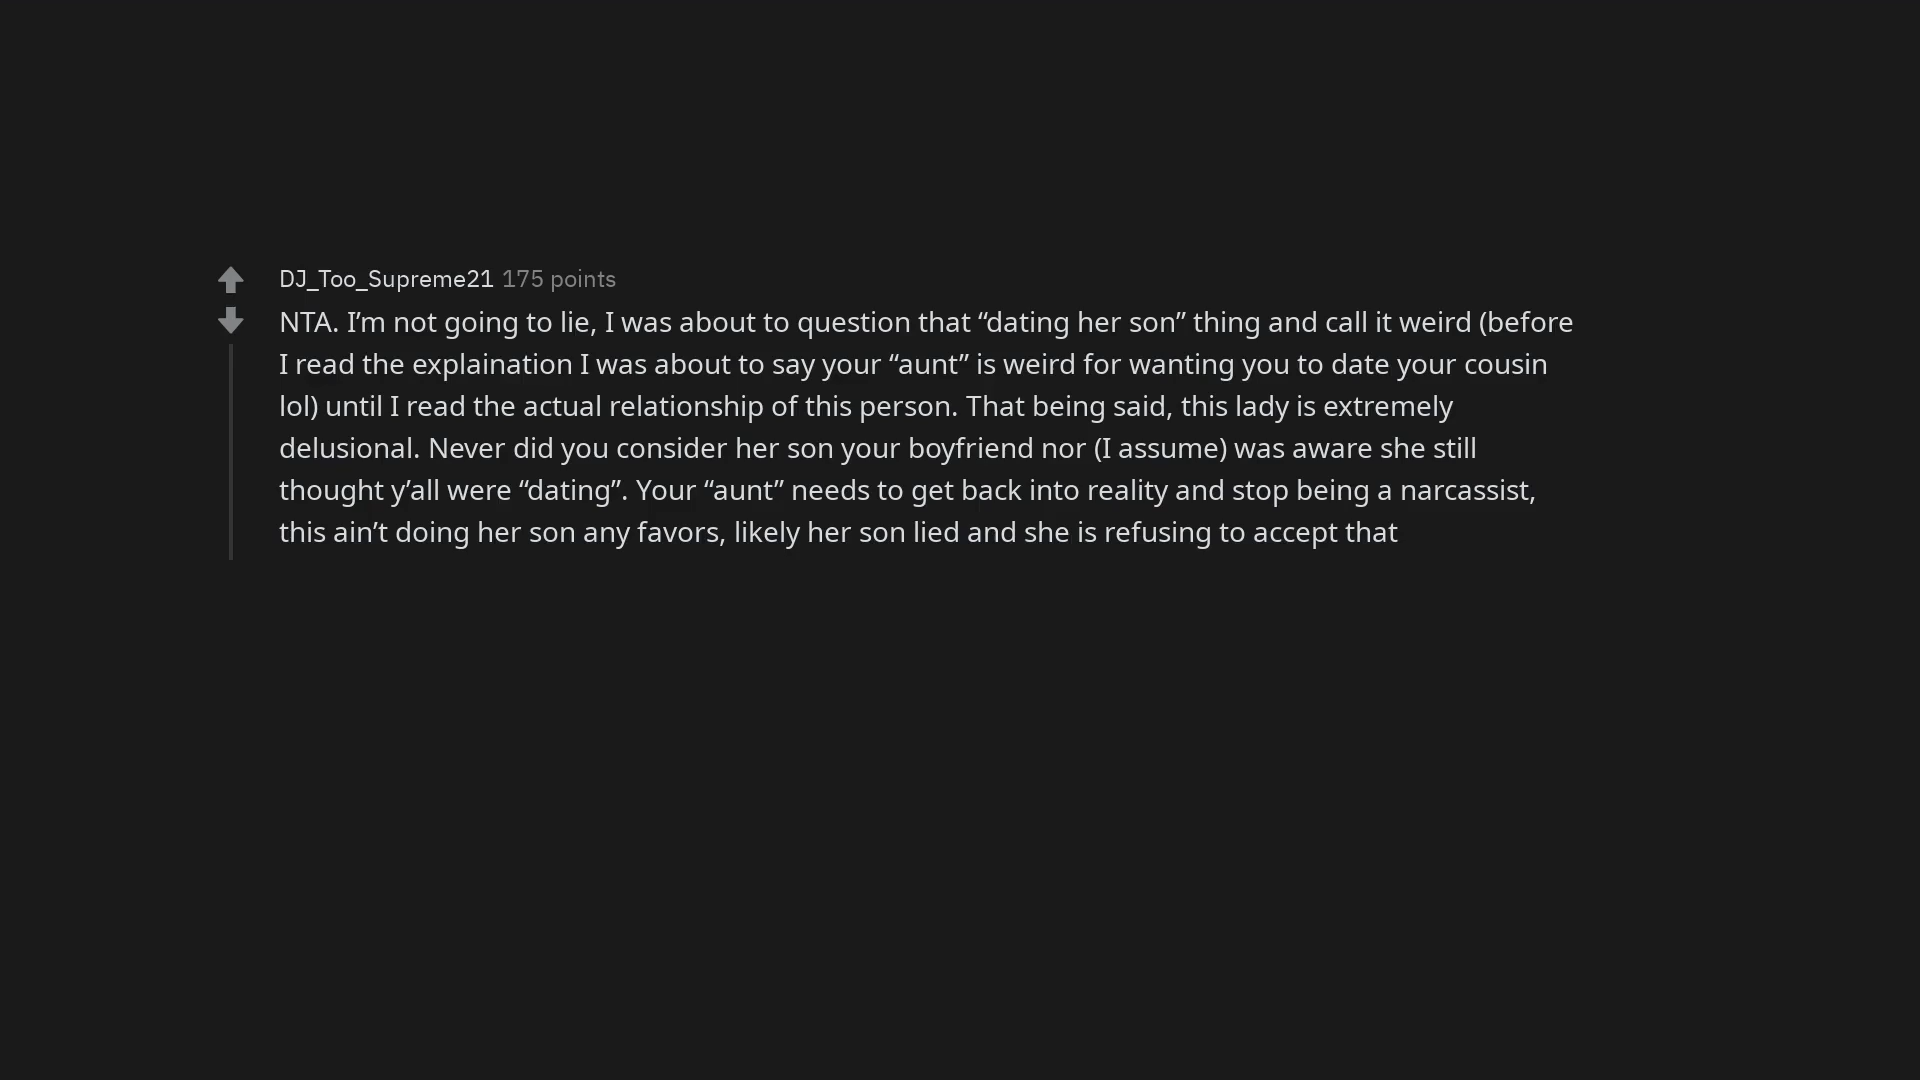 DJ_Too_Supreme21 175 points
NTA. I’m not going to lie, I was about to question that “dating her son” thing and call it weird (before
I read the explaination I was about to say your “aunt” is weird for wanting you to date your cousin
lol) until I read the actual relationship of this person. That being said, this lady is extremely
delusional. Never did you consider her son your boyfriend nor (I assume) was aware she still
thought y’all were “dating”. Your “aunt” needs to get back into reality and stop being a narcassist,
this ain’t doing her son any favors, likely her son lied and she is refusing to accept that